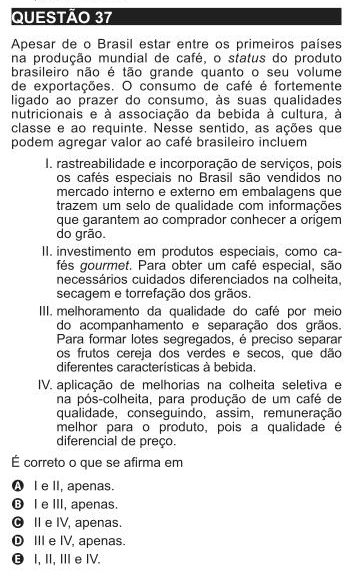 QUESTÃO 37
Apesar de o Brasil estar entre os primeiros países
na produção mundial de café, o status do produto
brasileiro não é tão grande quanto o seu volume
de exportações. O consumo de café é fortemente
ligado ao prazer do consumo, às suas qualidades
nutricionais e à associação da bebida à cultura, à
classe e ao requinte. Nesse sentido, as ações que
podem agregar valor ao café brasileiro incluem
I. rastreabilidade e incorporação de serviços, pois
os cafés especiais no Brasil são vendidos no
mercado interno e externo em embalagens que
trazem um selo de qualidade com informações
que garantem ao comprador conhecer a origem
do grão.
II. investimento em produtos especiais, como ca-
fés gourmet. Para obter um café especial, são
necessários cuidados diferenciados na colheita,
secagem e torrefação dos grãos.
III. melhoramento da qualidade do café por meio
do acompanhamento e separação dos grãos.
Para formar lotes segregados, é preciso separar
os frutos cereja dos verdes e secos, que dão
diferentes características à bebida.
IV. aplicação de melhorias na colheita seletiva e
na pós-colheita, para produção de um café de
qualidade, conseguindo, assim, remuneração
melhor para o produto, pois a qualidade é
diferencial de preço.
É correto o que se afirma em
A I e II, apenas.
B I e III, apenas.
C II e IV, apenas.
D III e IV, apenas.
E I, II, III e IV.